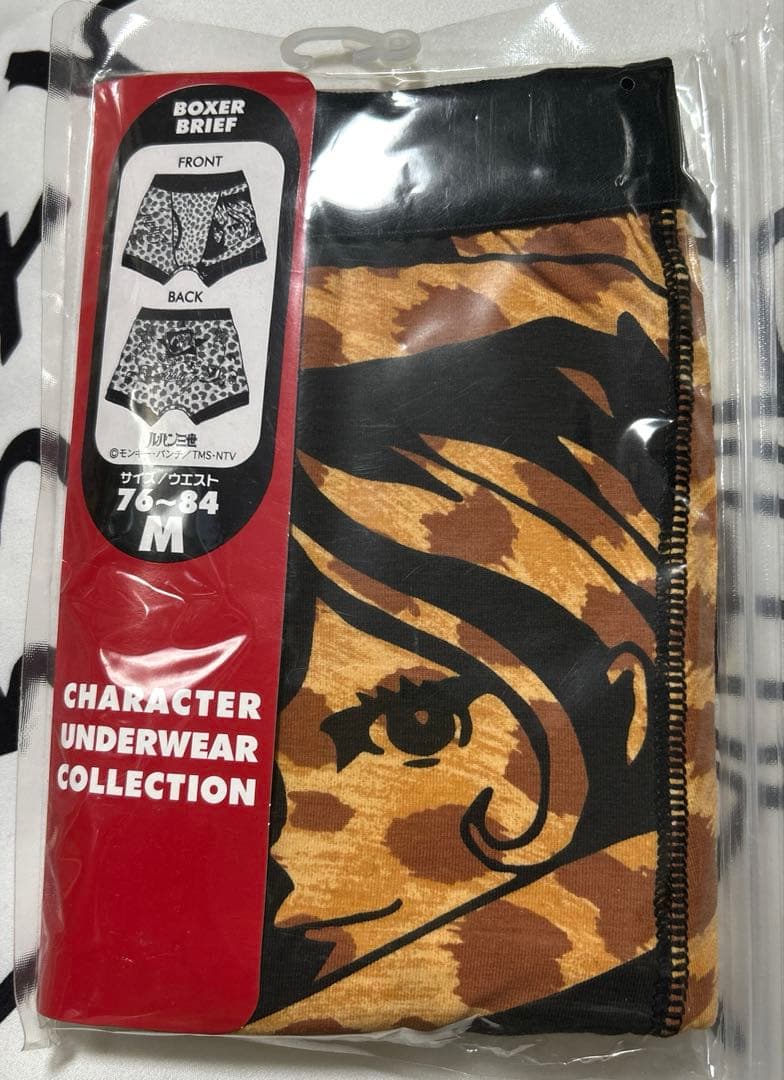 BOXER
BRIEF
FRONT
BACK
ルパン三世
©モンキー・パンチ/TMS・NTV
サイズ/ウエスト
76~84
M
CHARACTER
UNDERWEAR
COLLECTION